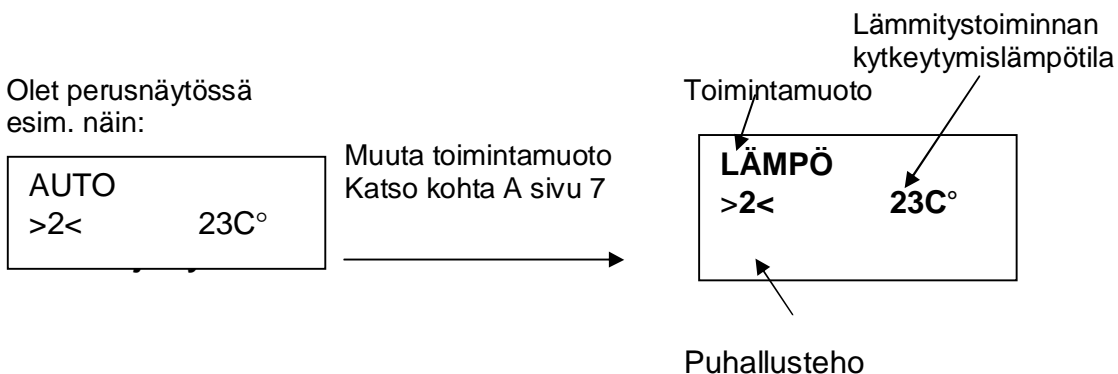 Olet perusnäytössä
esim. näin:
AUTO
>2< 23C°
Muuta toimintamuoto
Katso kohta A sivu 7
Lämmitystoiminnan
kytkeytymislämpötila
Toimintamuoto
LÄMPÖ
>2< 23C°
Puhallusteho